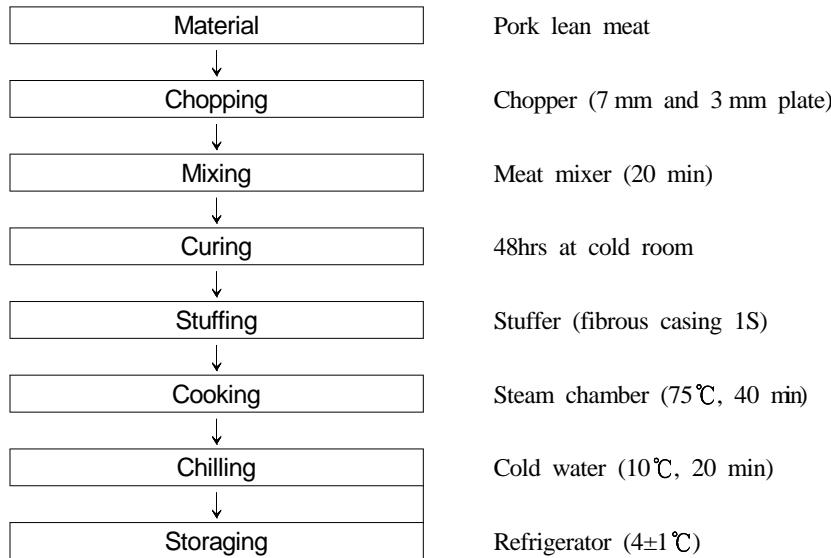 Material Pork lean meat
Chopping Chopper (7 mm and 3 mm plate)
Mixing Meat mixer (20 min)
Curing 48hrs at cold room
Stuffing Stuffer (fibrous casing 1S)
Cooking Steam chamber (75℃, 40 min)
Chilling Cold water (10℃, 20 min)
Storaging Refrigerator (4±1℃)